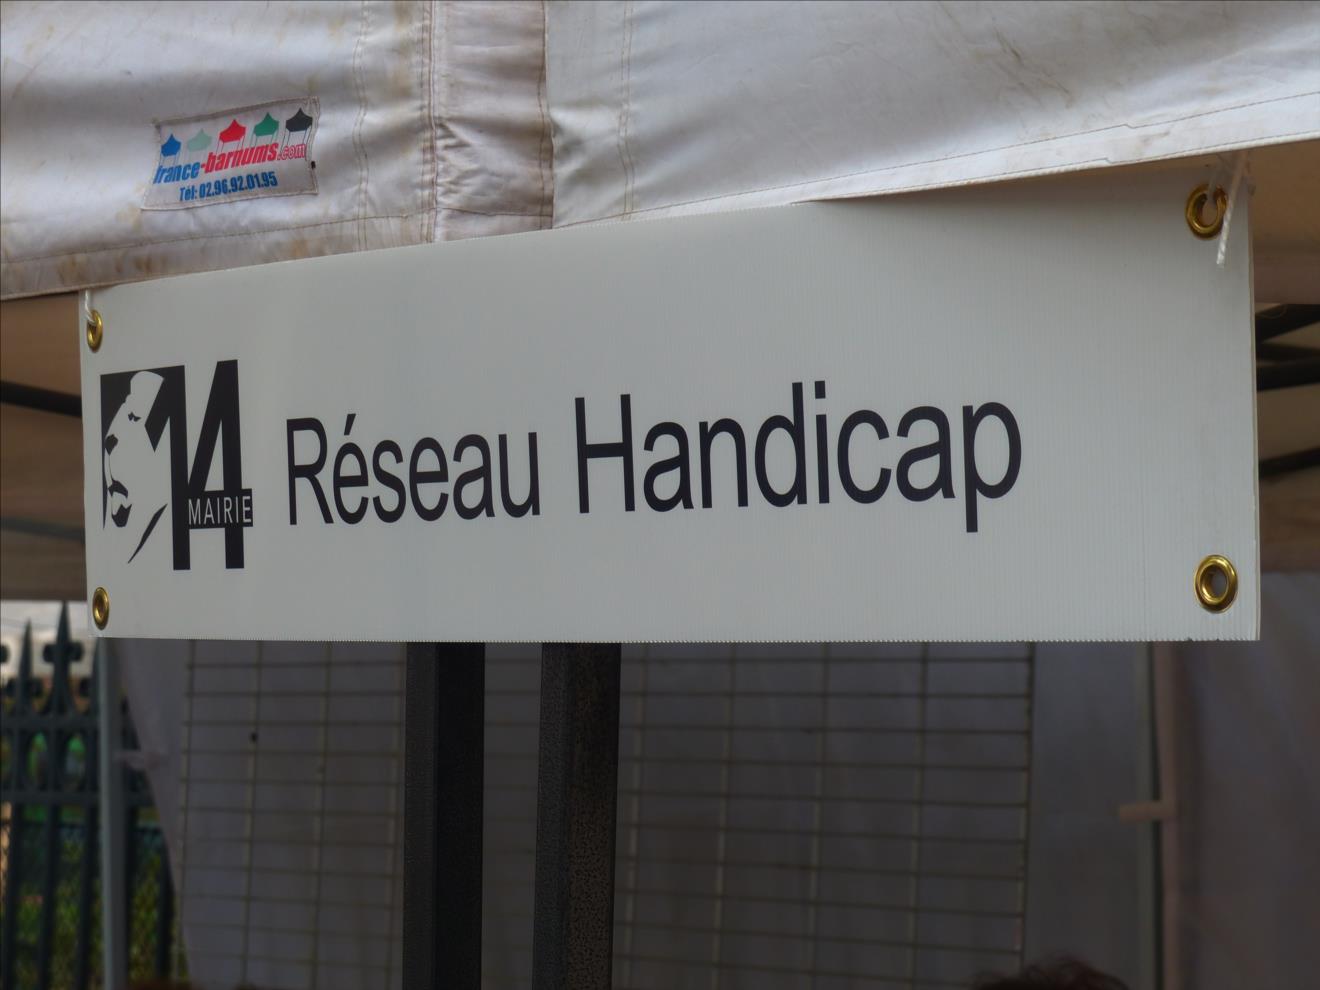 france-barnums.com
Tél: 02.96.92.01.95
14
MAIRIE
Réseau Handicap